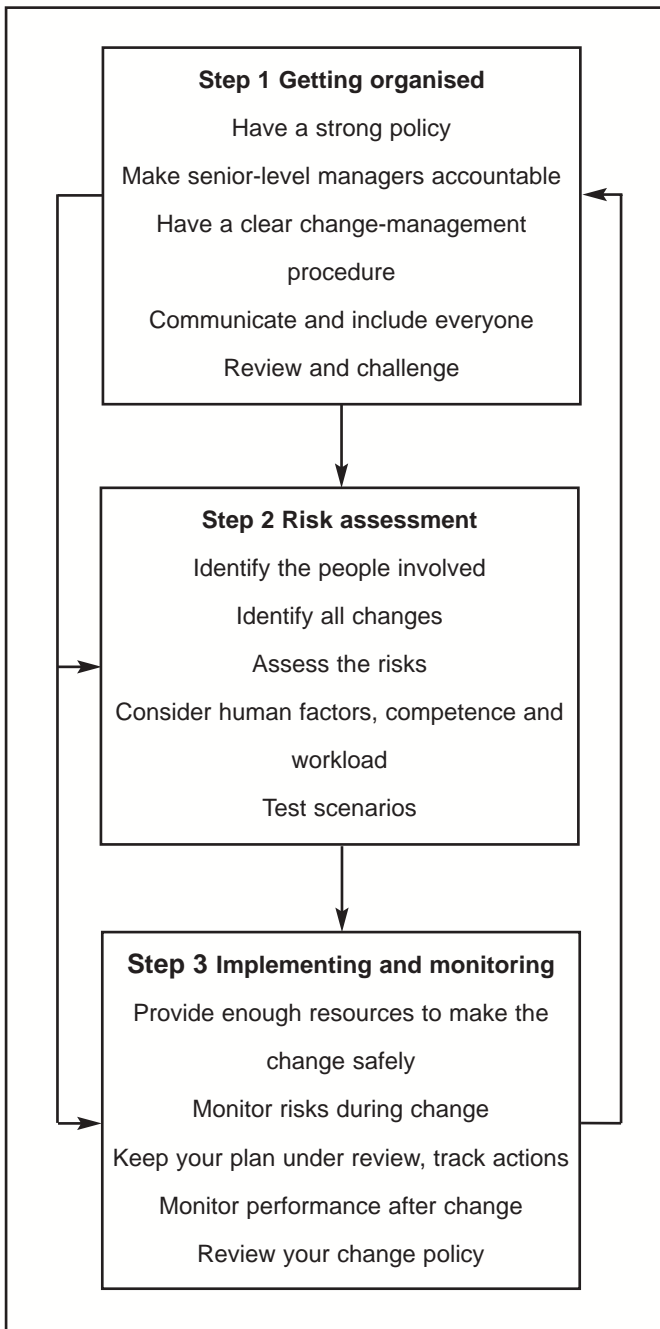 Step 1 Getting organised
Have a strong policy
Make senior-level managers accountable
Have a clear change-management
procedure
Communicate and include everyone
Review and challenge
Step 2 Risk assessment
Identify the people involved
Identify all changes
Assess the risks
Consider human factors, competence and
workload
Test scenarios
Step 3 Implementing and monitoring
Provide enough resources to make the
change safely
Monitor risks during change
Keep your plan under review, track actions
Monitor performance after change
Review your change policy